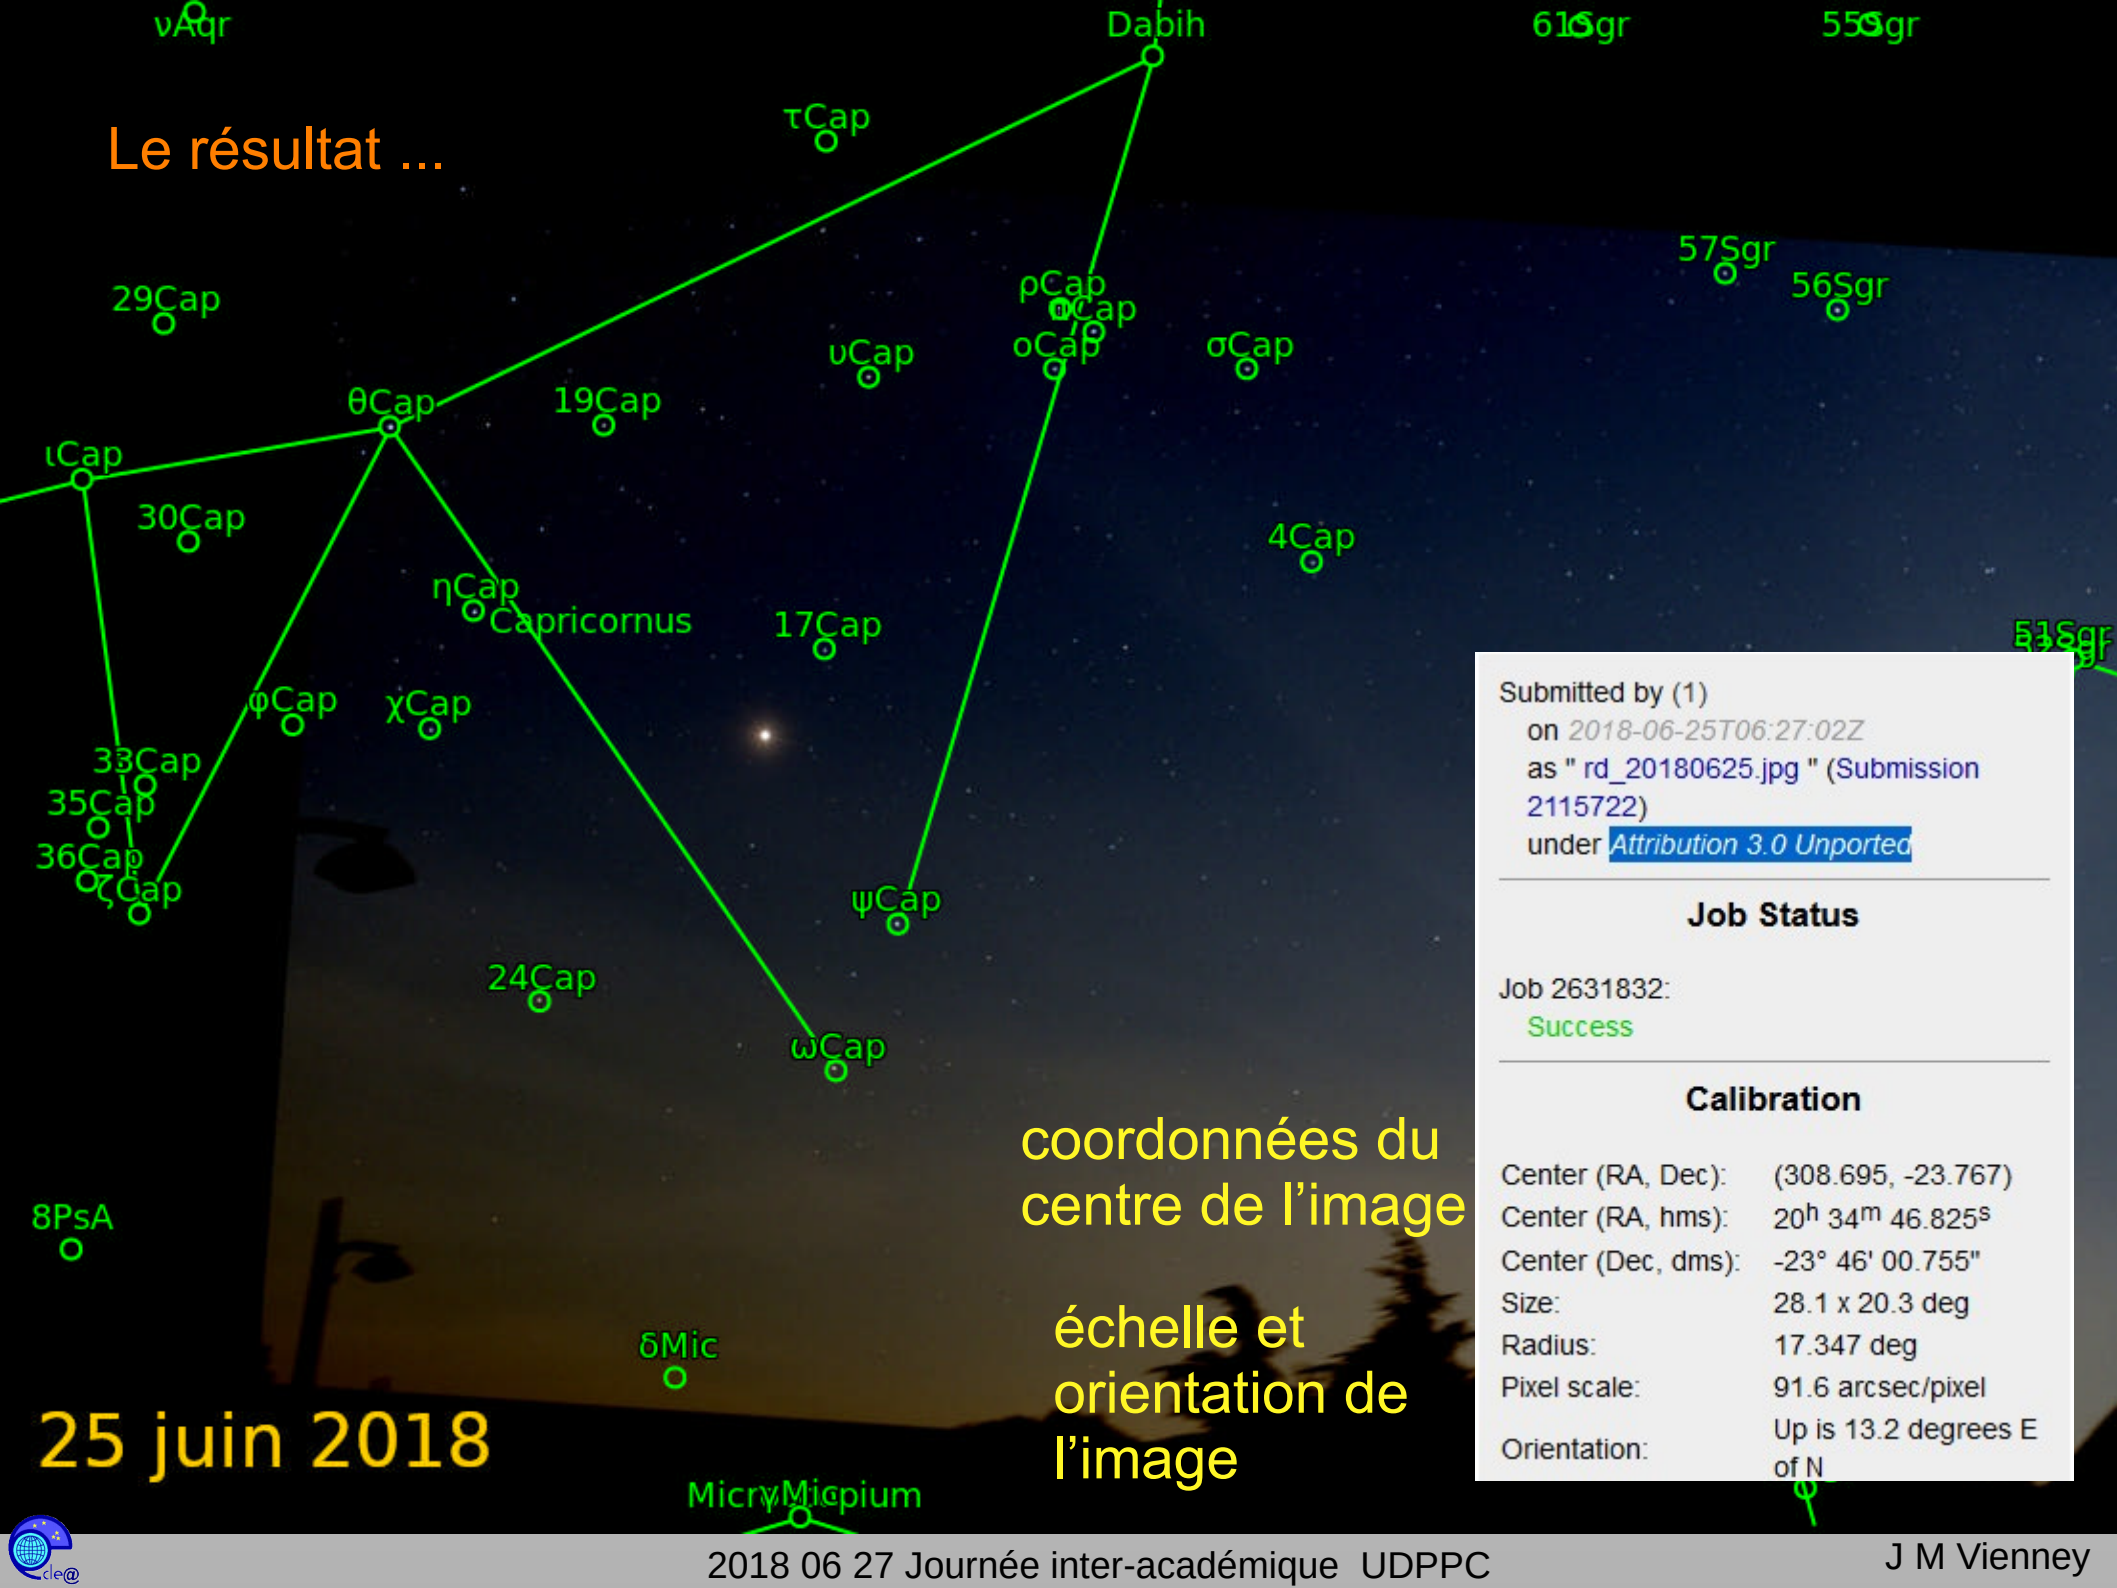 νAqr
Dabih
61Sgr
55Sgr
τCap
Le résultat ...
57Sgr
56Sgr
29Cap
ρCap
πCap
οCap
υCap
σCap
θCap
19Cap
ιCap
30Cap
4Cap
ηCap
Capricornus
17Cap
51Sgr
52Sgr
φCap
χCap
33Cap
35Cap
36Cap
ζCap
ψCap
24Cap
ωCap
Submitted by (1)
on 2018-06-25T06:27:02Z
as " rd_20180625.jpg " (Submission
2115722)
under Attribution 3.0 Unported
Job Status
Job 2631832:
Success
Calibration
Center (RA, Dec): (308.695, -23.767)
Center (RA, hms): 20h 34m 46.825s
Center (Dec, dms): -23° 46' 00.755"
Size: 28.1 x 20.3 deg
Radius: 17.347 deg
Pixel scale: 91.6 arcsec/pixel
Orientation: Up is 13.2 degrees E
of N
coordonnées du
centre de l’image
échelle et
orientation de
l’image
8PsA
δMic
25 juin 2018
γMic
cle@
2018 06 27 Journée inter-académique UDPPC
J M Vienney